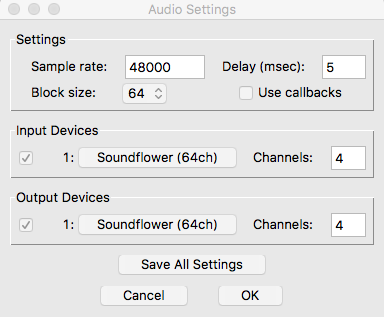 Audio Settings
Settings
Sample rate: 48000 Delay (msec): 5
Block size: 64 Use callbacks
Input Devices
1: Soundflower (64ch) Channels: 4
Output Devices
1: Soundflower (64ch) Channels: 4
Save All Settings
Cancel OK